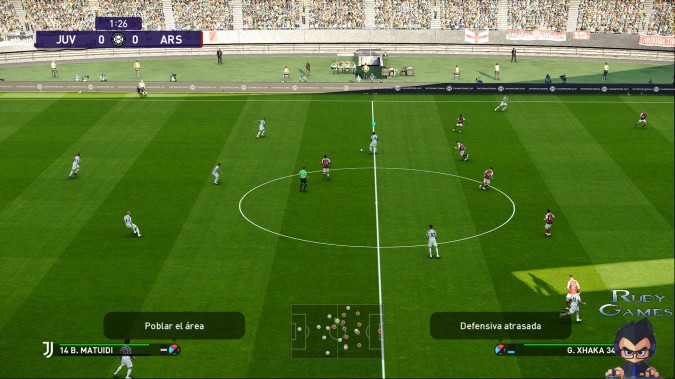 1:26
JUV 0 0 ARS
Poblar el área
Defensiva atrasada
14 B. MATUIDI
G. XHAKA 34
Ruey
Games